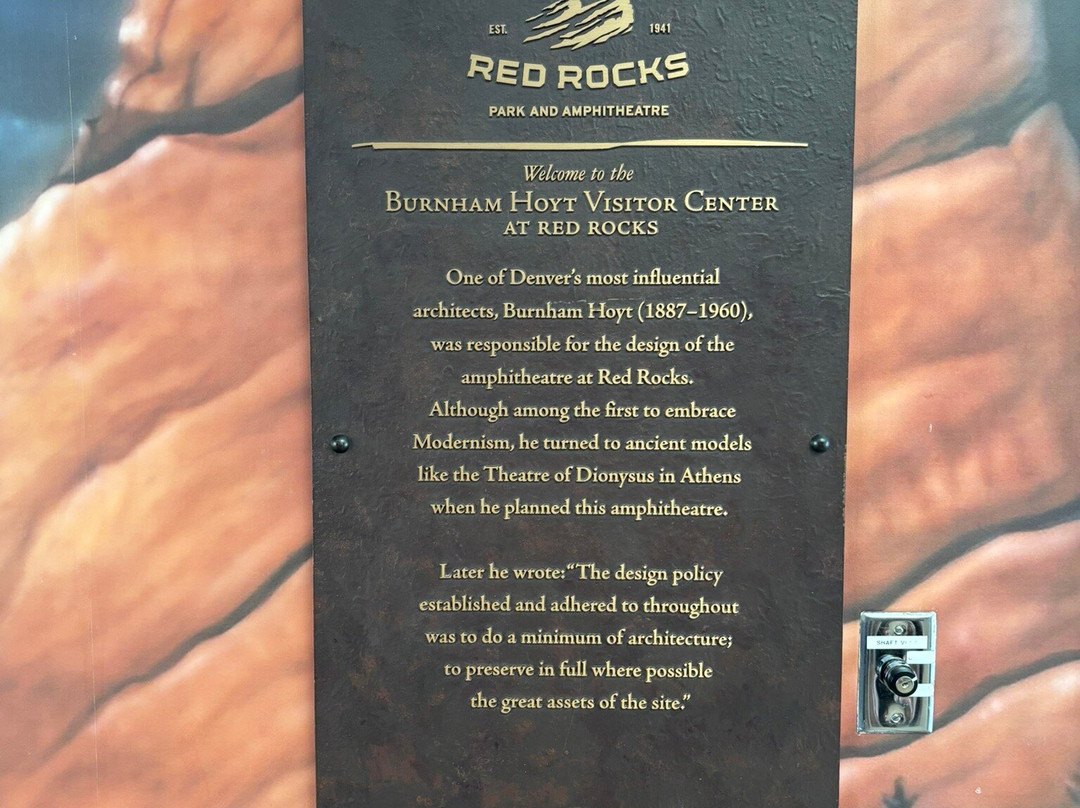 EST. 1941
RED ROCKS
PARK AND AMPHITHEATRE
Welcome to the
BURNHAM HOYT VISITOR CENTER
AT RED ROCKS
One of Denver's most influential
architects, Burnham Hoyt (1887–1960),
was responsible for the design of the
amphitheatre at Red Rocks.
Although among the first to embrace
Modernism, he turned to ancient models
like the Theatre of Dionysus in Athens
when he planned this amphitheatre.
Later he wrote: “The design policy
established and adhered to throughout
was to do a minimum of architecture;
to preserve in full where possible
the great assets of the site.”
SHAFT